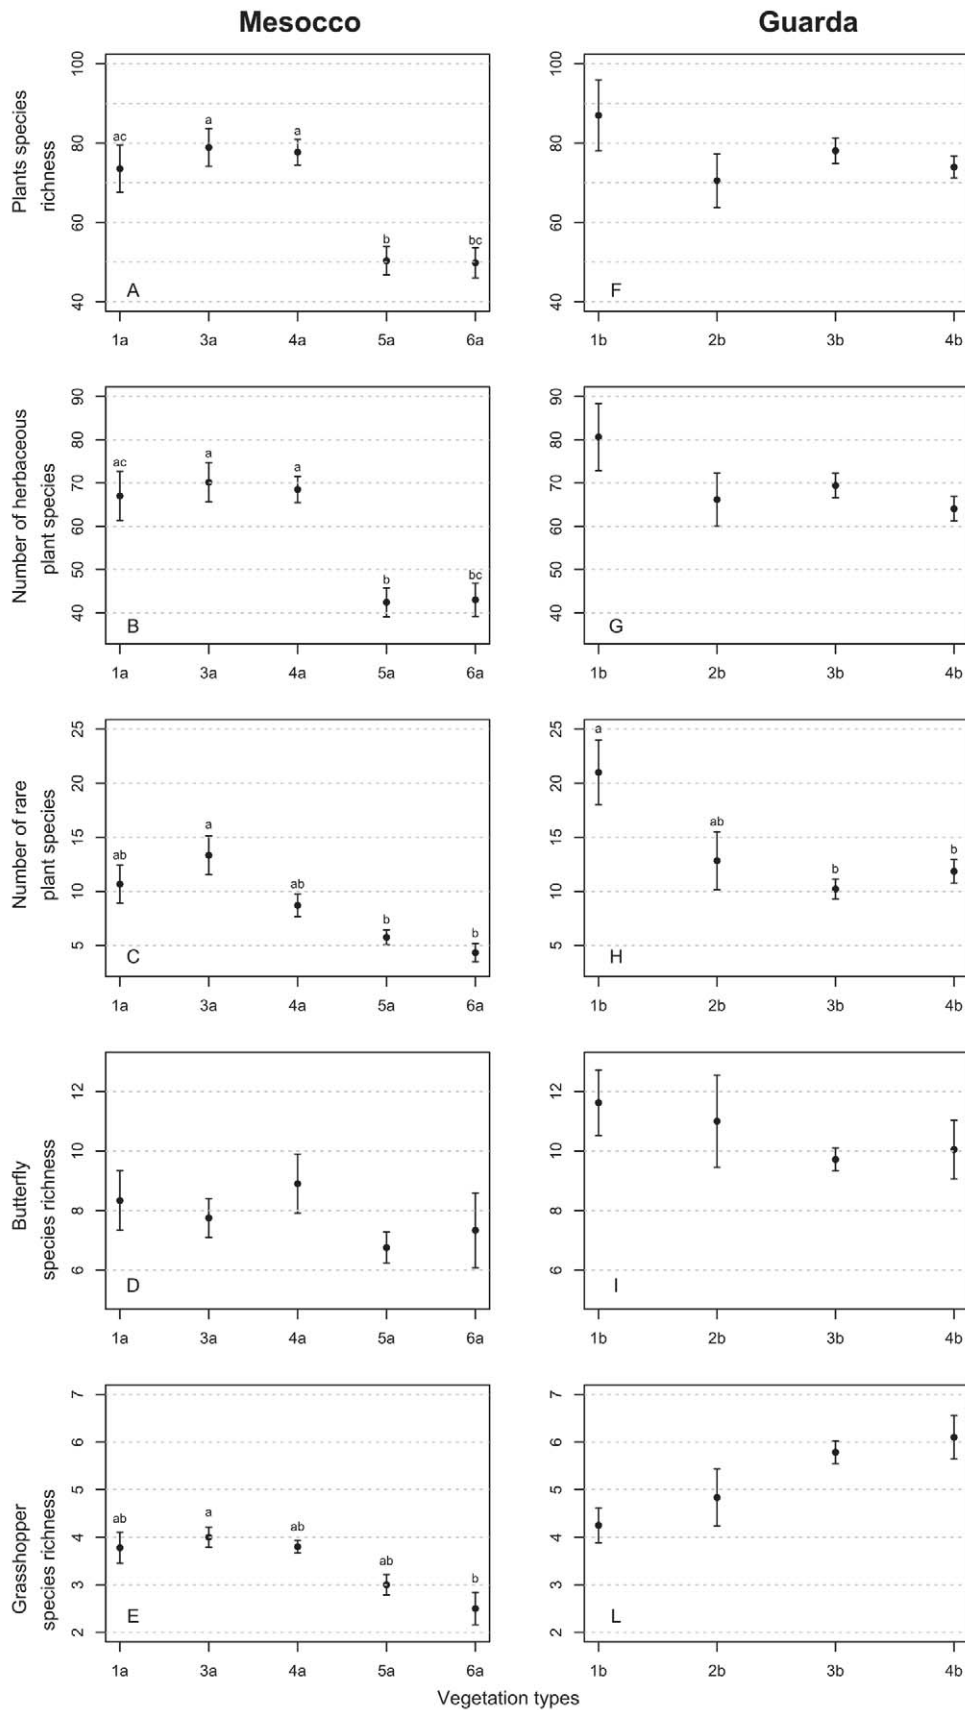 Mesocco Guarda
Plants species
richness
100
80
60
40
ac a a b bc
A
1a 3a 4a 5a 6a
100
80
60
40
F
1b 2b 3b 4b
Number of herbaceous
plant species
90
80
70
60
50
40
ac a a b bc
B
1a 3a 4a 5a 6a
90
80
70
60
50
40
G
1b 2b 3b 4b
Number of rare
plant species
25
20
15
10
5
ab a ab b b
C
1a 3a 4a 5a 6a
25
20
15
10
5
a ab b b
H
1b 2b 3b 4b
Butterfly
species richness
12
10
8
6
D
1a 3a 4a 5a 6a
12
10
8
6
I
1b 2b 3b 4b
Grasshopper
species richness
7
6
5
4
3
2
ab a ab ab b
E
1a 3a 4a 5a 6a
7
6
5
4
3
2
L
1b 2b 3b 4b
Vegetation types